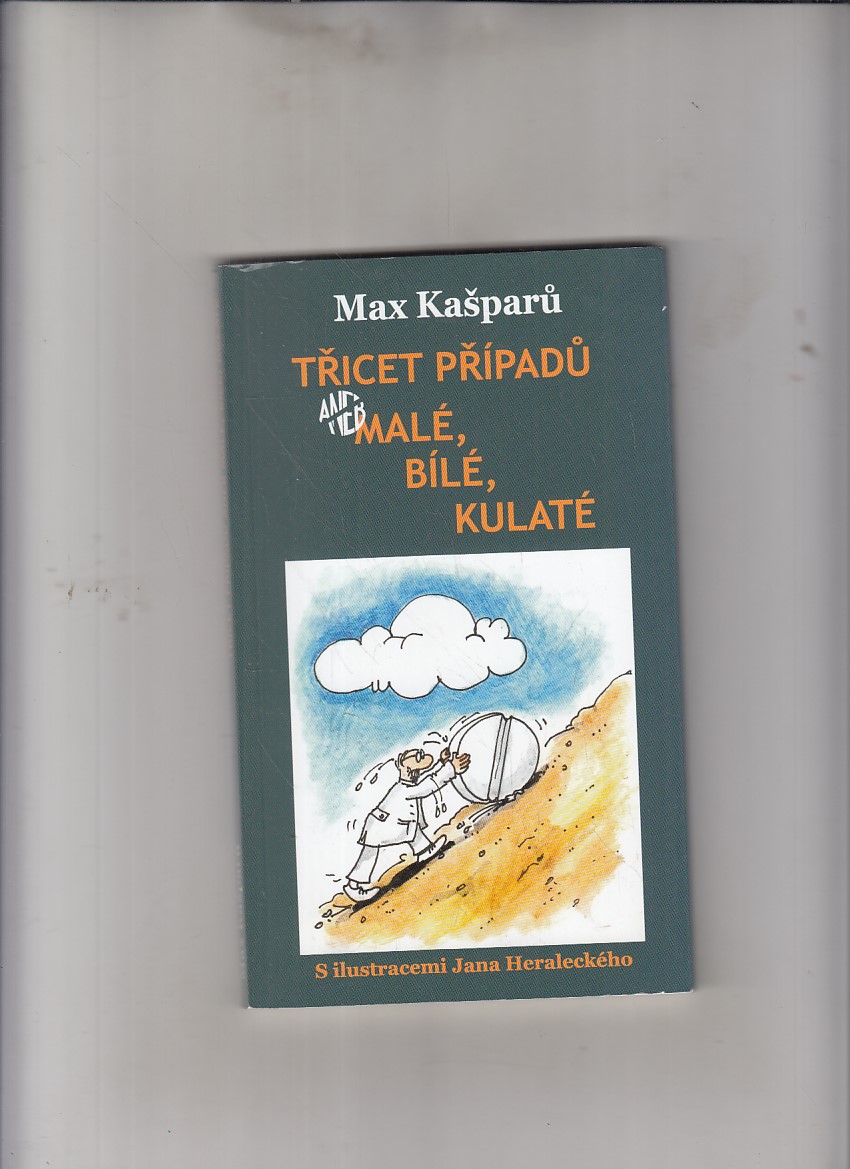 Max Kašparů
TŘICET PŘÍPADŮ
ANEB
MALÉ,
BÍLÉ,
KULATÉ
S ilustracemi Jana Heraleckého